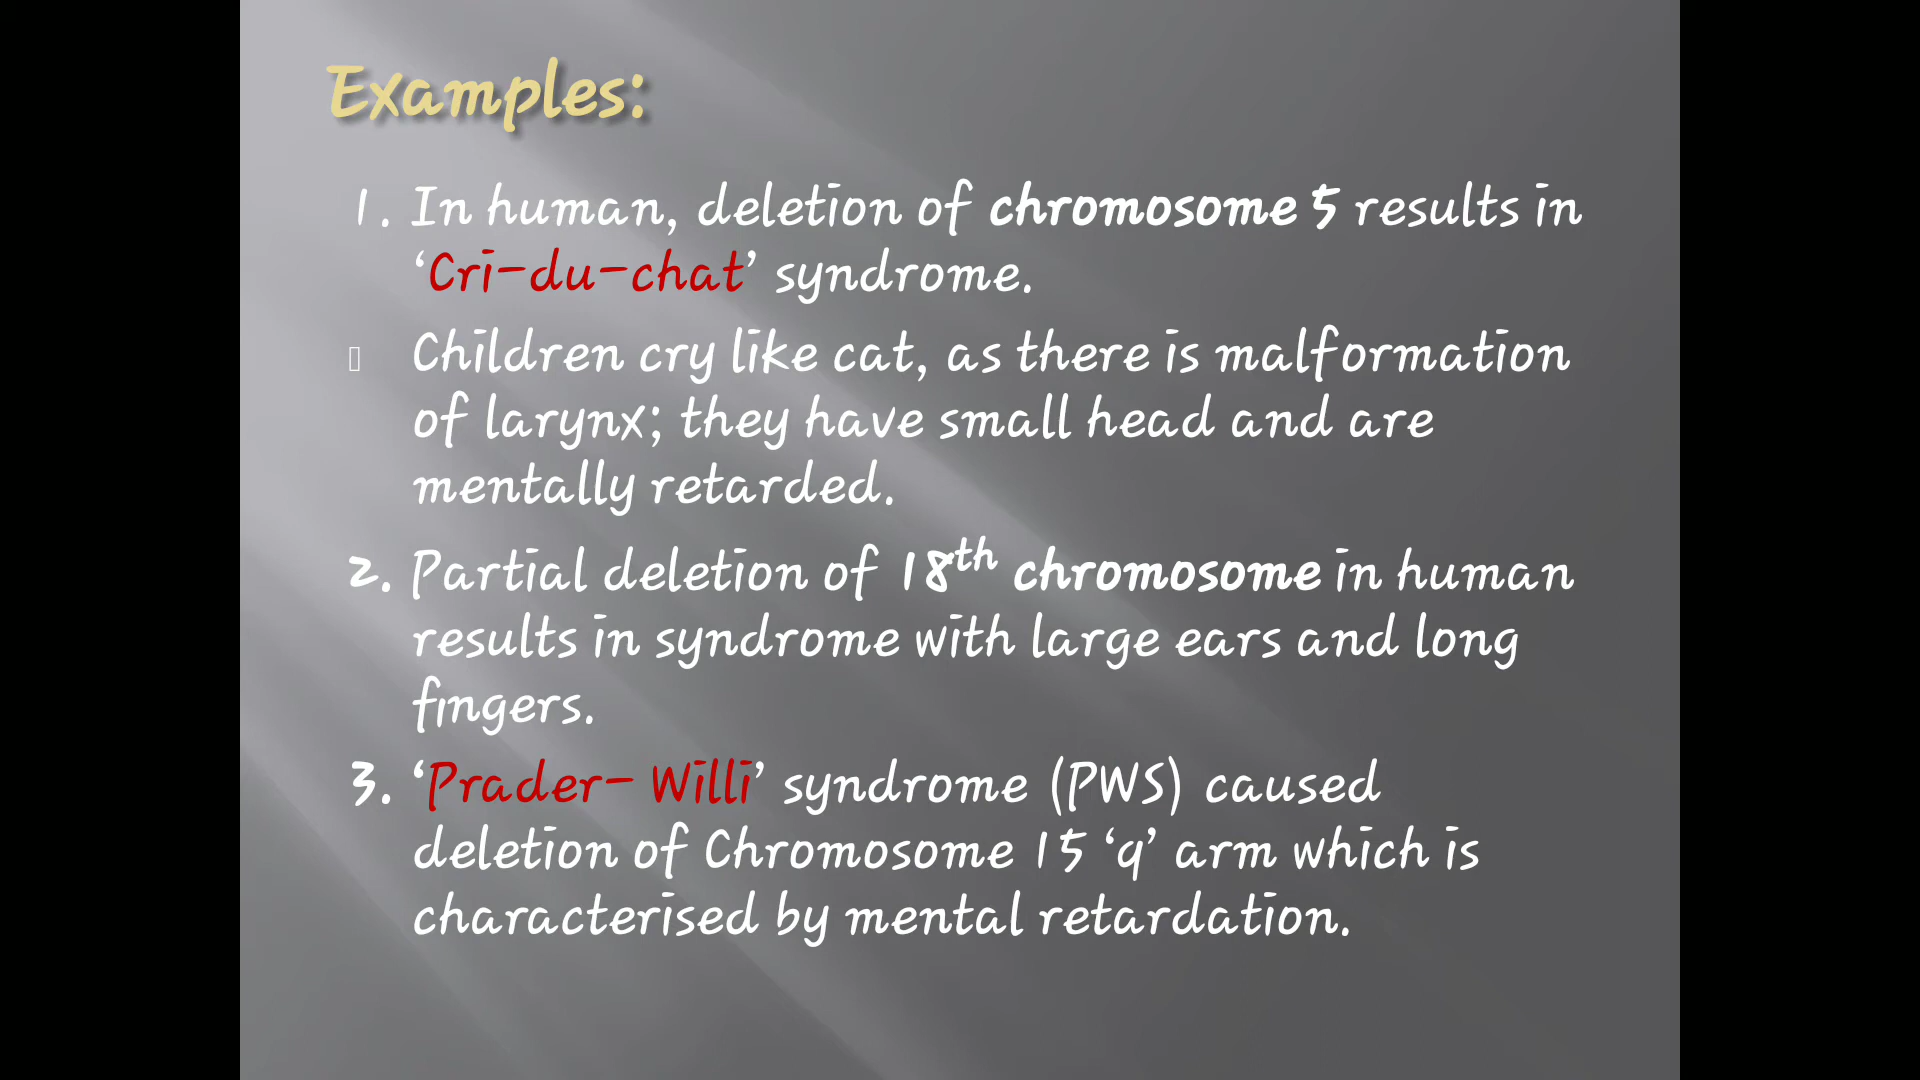 Examples:
1. In human, deletion of chromosome 5 results in
‘Cri-du-chat’ syndrome.
Children cry like cat, as there is malformation
of larynx; they have small head and are
mentally retarded.
2. Partial deletion of 18th chromosome in human
results in syndrome with large ears and long
fingers.
3. ‘Prader- Willi’ syndrome (PWS) caused
deletion of Chromosome 15 ‘q’ arm which is
characterised by mental retardation.